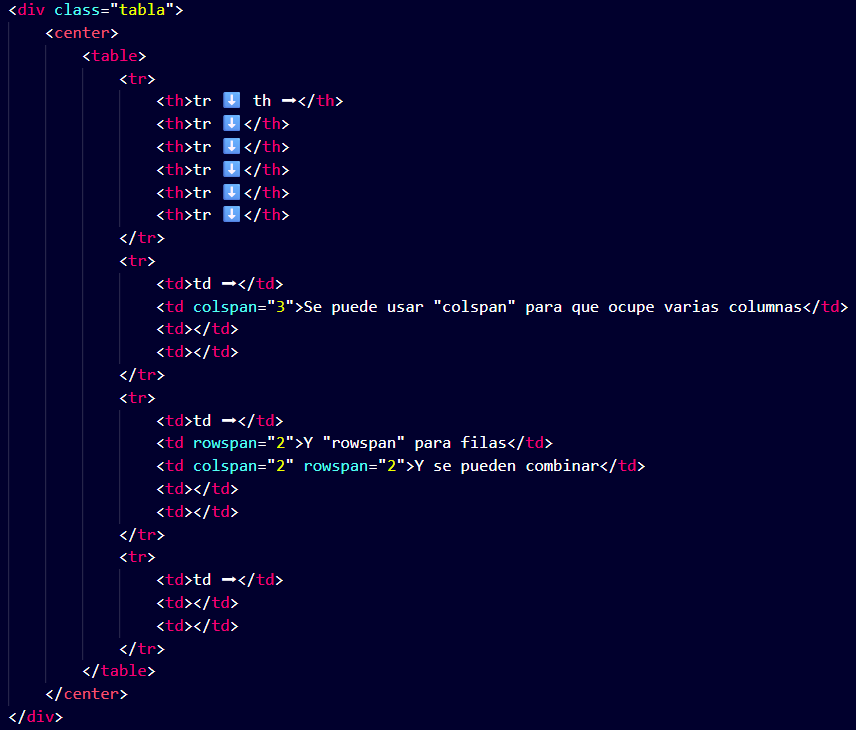 <div class="tabla">
<center>
<table>
<tr>
<th>tr ⬇️ th ➡</th>
<th>tr ⬇️</th>
<th>tr ⬇️</th>
<th>tr ⬇️</th>
<th>tr ⬇️</th>
<th>tr ⬇️</th>
</tr>
<tr>
<td>td ➡</td>
<td colspan="3">Se puede usar "colspan" para que ocupe varias columnas</td>
<td></td>
<td></td>
</tr>
<tr>
<td>td ➡</td>
<td rowspan="2">Y "rowspan" para filas</td>
<td colspan="2" rowspan="2">Y se pueden combinar</td>
<td></td>
<td></td>
</tr>
<tr>
<td>td ➡</td>
<td></td>
<td></td>
</tr>
</table>
</center>
</div>